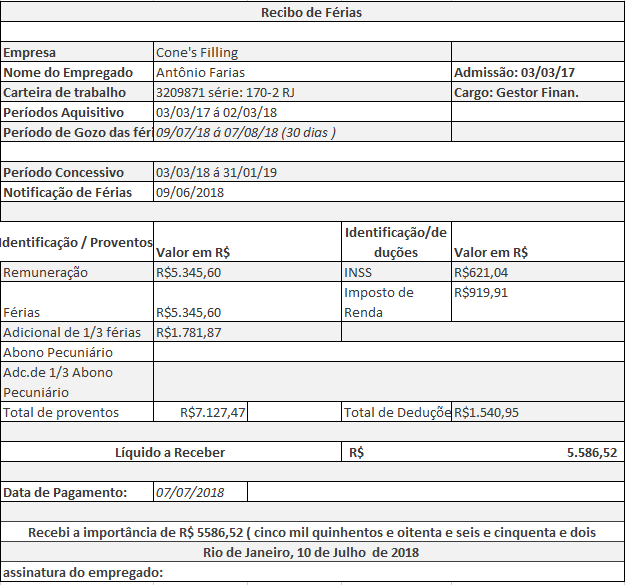 Recibo de Férias
Empresa Cone's Filling
Nome do Empregado Antônio Farias Admissão: 03/03/17
Carteira de trabalho 3209871 série: 170-2 RJ Cargo: Gestor Finan.
Períodos Aquisitivo 03/03/17 á 02/03/18
Período de Gozo das féri 09/07/18 á 07/08/18 (30 dias )
Período Concessivo 03/03/18 á 31/01/19
Notificação de Férias 09/06/2018
Identificação / Proventos Valor em R$ Identificação/de
duções Valor em R$
Remuneração R$5.345,60 INSS R$621,04
Férias R$5.345,60 Imposto de
Renda R$919,91
Adicional de 1/3 férias R$1.781,87
Abono Pecuniário
Adc.de 1/3 Abono
Pecuniário
Total de proventos R$7.127,47 Total de Deduçõe R$1.540,95
Líquido a Receber R$ 5.586,52
Data de Pagamento: 07/07/2018
Recebi a importância de R$ 5586,52 ( cinco mil quinhentos e oitenta e seis e cinquenta e dois
Rio de Janeiro, 10 de Julho de 2018
assinatura do empregado: